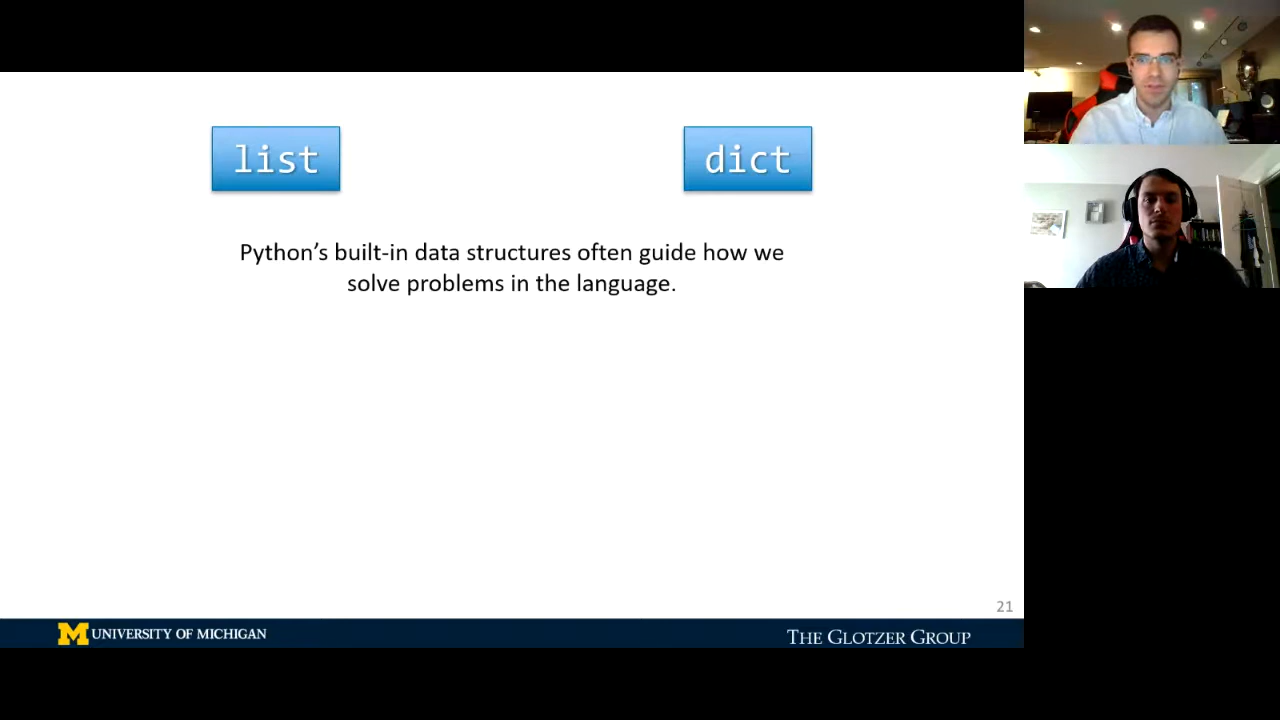 list
dict
Python’s built-in data structures often guide how we
solve problems in the language.
21
M UNIVERSITY OF MICHIGAN
THE GLOTZER GROUP